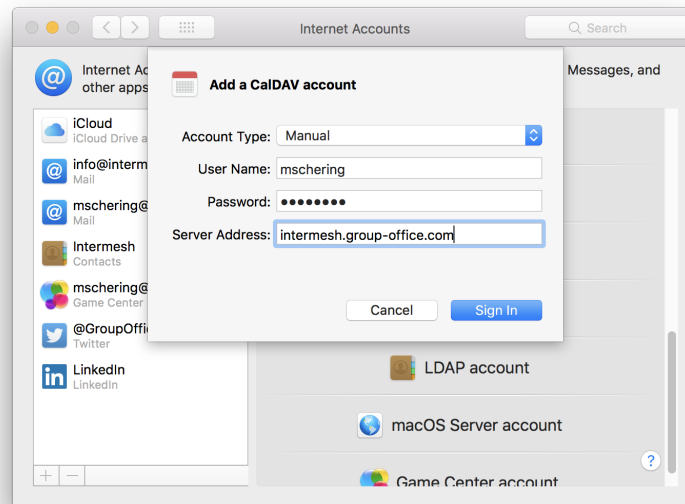 Internet Accounts
Search
Internet Ac
other apps
Messages, and
Add a CalDAV account
Account Type: Manual
User Name: mschering
Password: ●●●●●●●●
Server Address: intermesh.group-office.com
Cancel
Sign In
iCloud
iCloud Drive a
info@interm
Mail
mschering@
Mail
Intermesh
Contacts
mschering@
Game Center
@GroupOffi
Twitter
LinkedIn
LinkedIn
LDAP account
macOS Server account
?
Game Center account